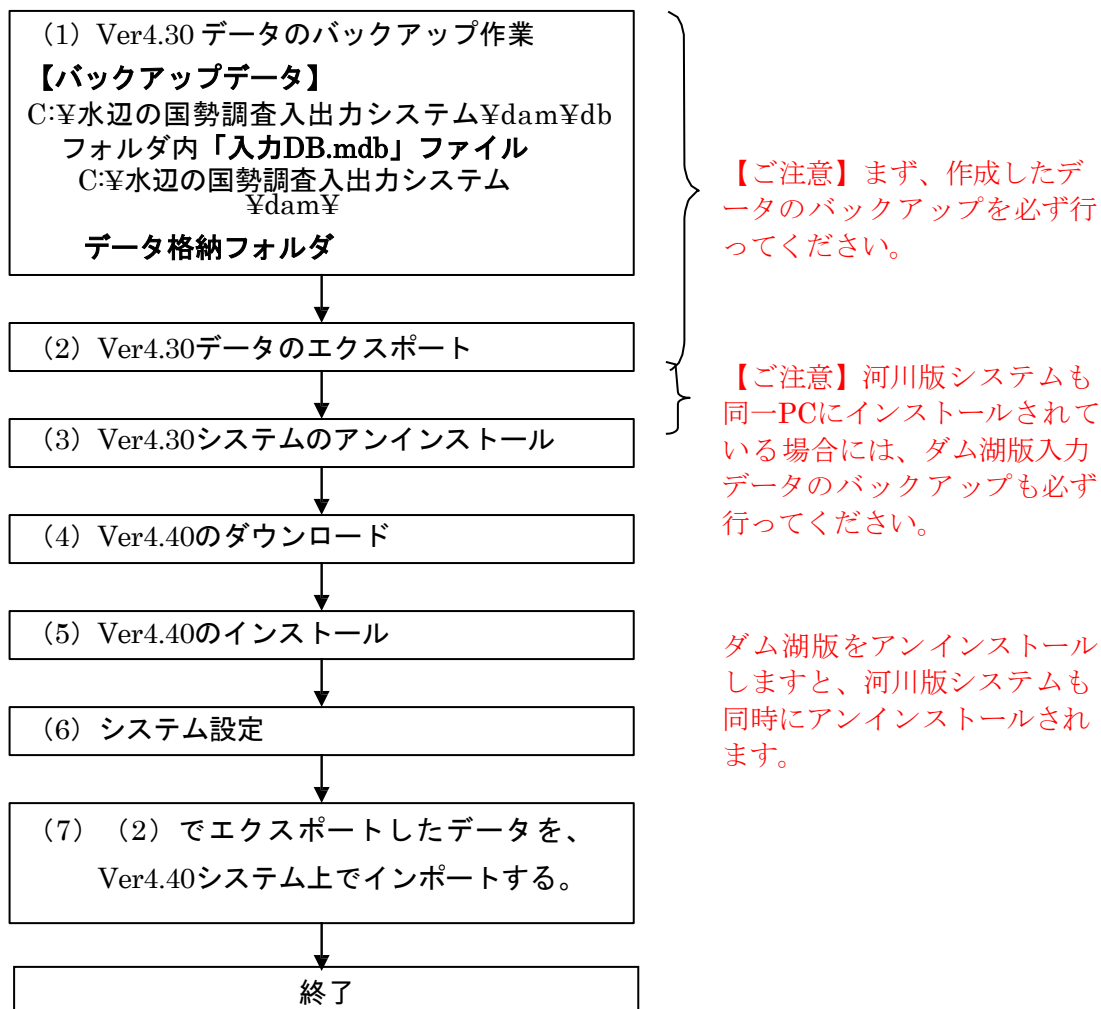 (1) Ver4.30 データのバックアップ作業
【バックアップデータ】
C:¥水辺の国勢調査入出力システム¥dam¥db
フォルダ内「入力DB.mdb」ファイル
C:¥水辺の国勢調査入出力システム
¥dam¥
データ格納フォルダ
(2) Ver4.30データのエクスポート
(3) Ver4.30システムのアンインストール
(4) Ver4.40のダウンロード
(5) Ver4.40のインストール
(6) システム設定
(7) (2)でエクスポートしたデータを、
Ver4.40システム上でインポートする。
終了
【ご注意】まず、作成したデ
ータのバックアップを必ず行
ってください。
【ご注意】河川版システムも
同一PCにインストールされて
いる場合には、ダム湖版入力
データのバックアップも必ず
行ってください。
ダム湖版をアンインストール
しますと、河川版システムも
同時にアンインストールされ
ます。